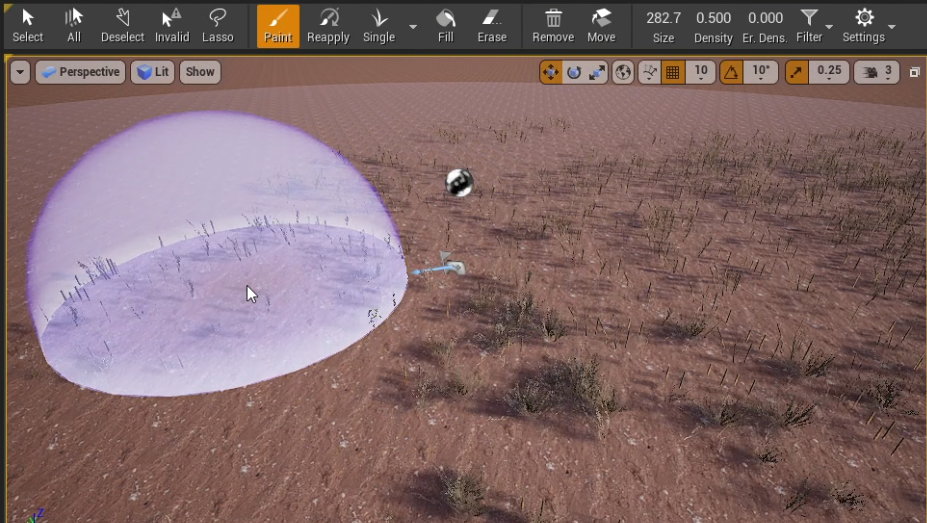 Select All Deselect Invalid Lasso Paint Reapply Single Fill Erase Remove Move 282.7 Size 0.500 Density 0.000 Er. Dens. Filter Settings
Perspective Lit Show 10 10° 0.25 3
Z